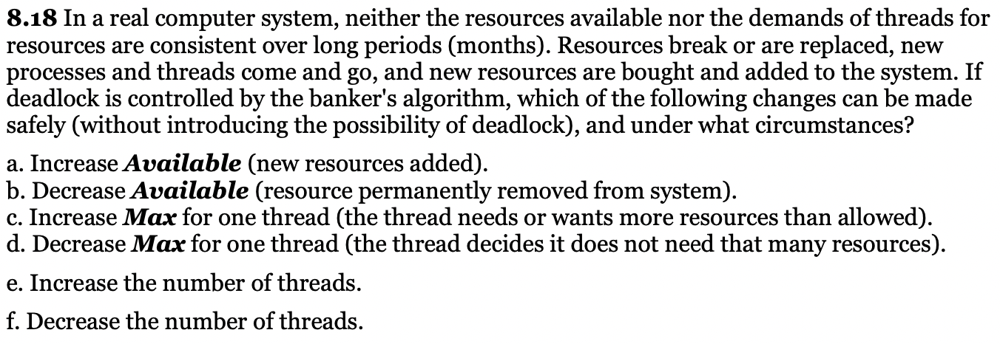 8.18 In a real computer system, neither the resources available nor the demands of threads for
resources are consistent over long periods (months). Resources break or are replaced, new
processes and threads come and go, and new resources are bought and added to the system. If
deadlock is controlled by the banker's algorithm, which of the following changes can be made
safely (without introducing the possibility of deadlock), and under what circumstances?
a. Increase Available (new resources added).
b. Decrease Available (resource permanently removed from system).
c. Increase Max for one thread (the thread needs or wants more resources than allowed).
d. Decrease Max for one thread (the thread decides it does not need that many resources).
e. Increase the number of threads.
f. Decrease the number of threads.